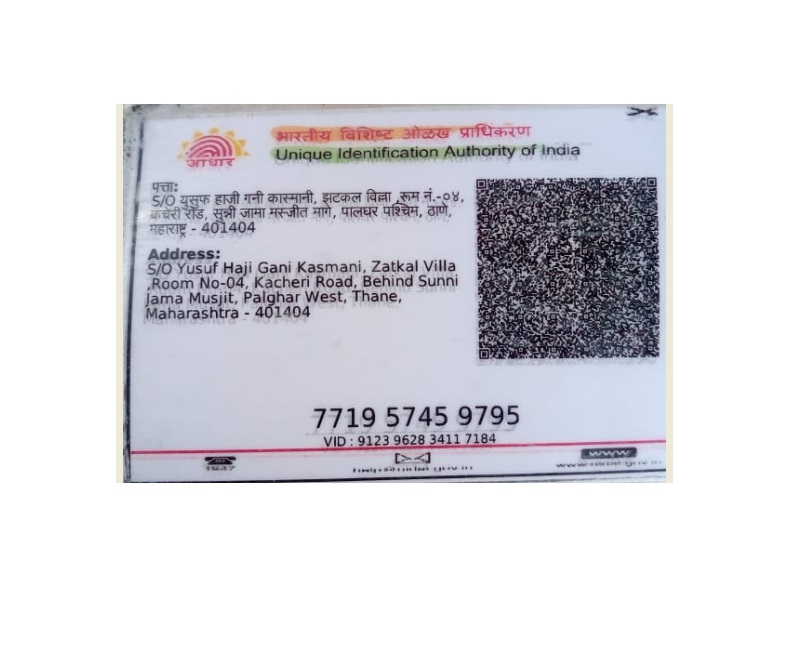 भारतीय विशिष्ट ओळख प्राधिकरण
Unique Identification Authority of India
आधार
पत्ता:
S/O युसुफ हाजी गनी कास्मानी, झटकल विल्ला ,रूम नं.-०४,
कचेरी रोड, सुन्नी जामा मस्जीत मागे, पालघर पश्चिम, ठाणे,
महाराष्ट्र - 401404
Address:
S/O Yusuf Haji Gani Kasmani, Zatkal Villa
,Room No-04, Kacheri Road, Behind Sunni
Jama Musjit, Palghar West, Thane,
Maharashtra - 401404
7719 5745 9795
VID : 9123 9628 3411 7184
1947
www